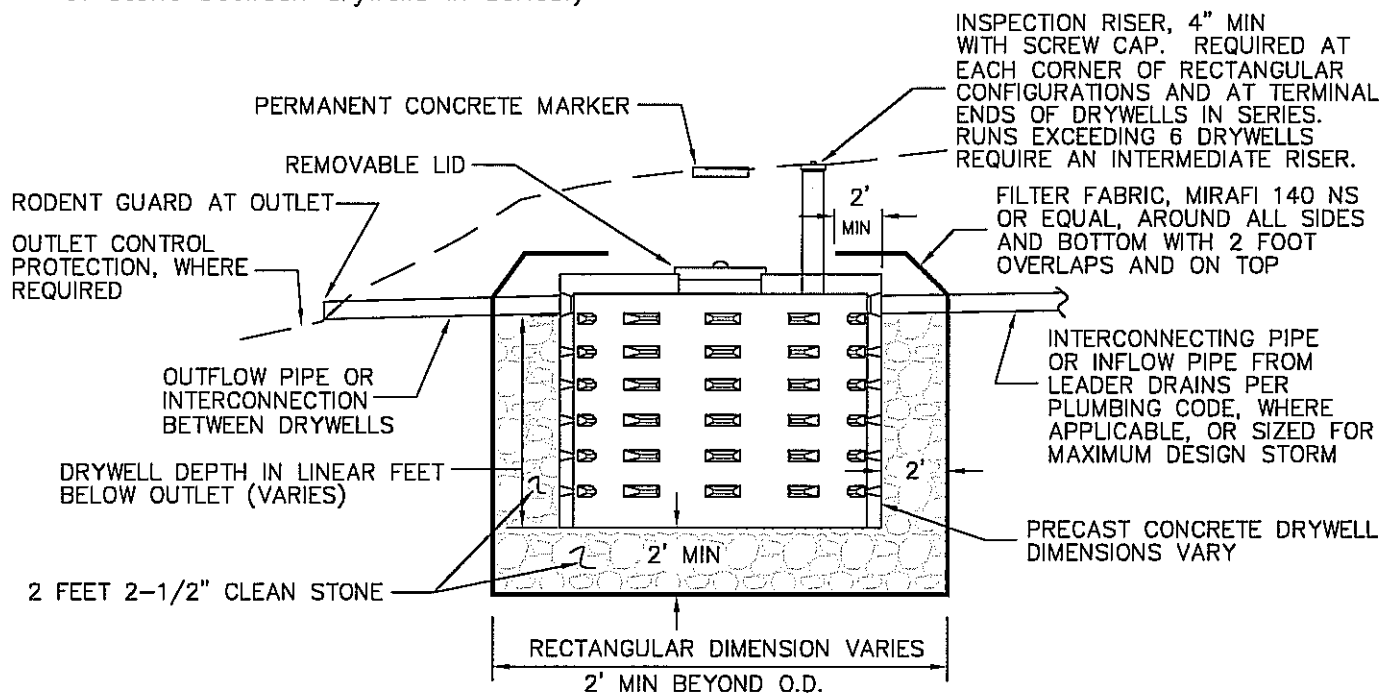 of stone between drywells in series)
INSPECTION RISER, 4" MIN
WITH SCREW CAP. REQUIRED AT
EACH CORNER OF RECTANGULAR
CONFIGURATIONS AND AT TERMINAL
ENDS OF DRYWELLS IN SERIES.
RUNS EXCEEDING 6 DRYWELLS
REQUIRE AN INTERMEDIATE RISER.
PERMANENT CONCRETE MARKER
REMOVABLE LID
RODENT GUARD AT OUTLET
OUTLET CONTROL
PROTECTION, WHERE
REQUIRED
2'
MIN
FILTER FABRIC, MIRAFI 140 NS
OR EQUAL, AROUND ALL SIDES
AND BOTTOM WITH 2 FOOT
OVERLAPS AND ON TOP
OUTFLOW PIPE OR
INTERCONNECTION
BETWEEN DRYWELLS
INTERCONNECTING PIPE
OR INFLOW PIPE FROM
LEADER DRAINS PER
PLUMBING CODE, WHERE
APPLICABLE, OR SIZED FOR
MAXIMUM DESIGN STORM
DRYWELL DEPTH IN LINEAR FEET
BELOW OUTLET (VARIES)
2'
PRECAST CONCRETE DRYWELL
DIMENSIONS VARY
2' MIN
2 FEET 2-1/2" CLEAN STONE
RECTANGULAR DIMENSION VARIES
2' MIN BEYOND O.D.